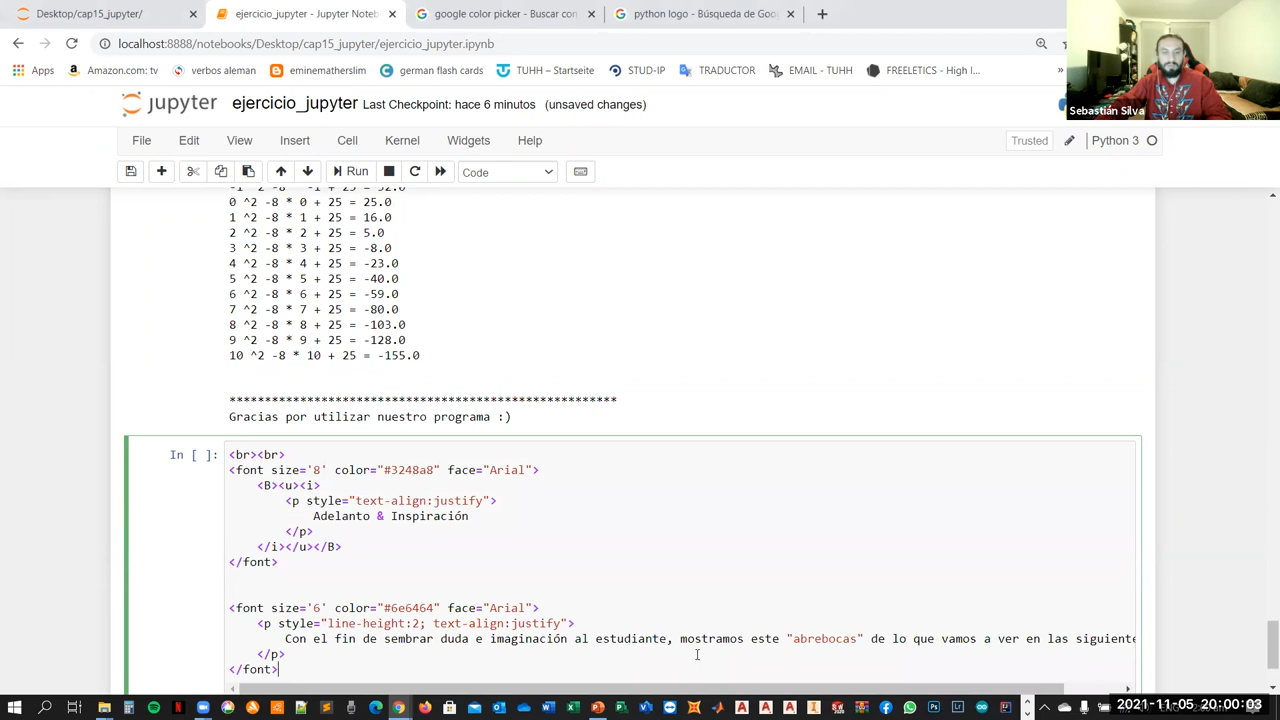 Desktop/cap15_jupyter/
ejercicio_jupyter - Jupyter Noteb
google color picker - Buscar con
python logo - Búsqueda de Goo
localhost:8888/notebooks/Desktop/cap15_jupyter/ejercicio_jupyter.ipynb
Apps
Amazon.com: tv
verbos aleman
eminematherslim
german flash cards
TUHH – Startseite
STUD-IP
TRADUCTOR
EMAIL - TUHH
FREELETICS - High I...
Sebastián Silva
jupyter
ejercicio_jupyter Last Checkpoint: hace 6 minutos (unsaved changes)
File Edit View Insert Cell Kernel Widgets Help
Trusted
Python 3
Run
Code
0 ^2 -8 * 0 + 25 = 25.0
1 ^2 -8 * 1 + 25 = 16.0
2 ^2 -8 * 2 + 25 = 5.0
3 ^2 -8 * 3 + 25 = -8.0
4 ^2 -8 * 4 + 25 = -23.0
5 ^2 -8 * 5 + 25 = -40.0
6 ^2 -8 * 6 + 25 = -59.0
7 ^2 -8 * 7 + 25 = -80.0
8 ^2 -8 * 8 + 25 = -103.0
9 ^2 -8 * 9 + 25 = -128.0
10 ^2 -8 * 10 + 25 = -155.0
*******************************************************
Gracias por utilizar nuestro programa :)
In [ ]:
<br><br>
<font size='8' color="#3248a8" face="Arial">
<B><u><i>
<p style="text-align:justify">
Adelanto & Inspiración
</p>
</i></u></B>
</font>
<font size='6' color="#6e6464" face="Arial">
<p style="line-height:2; text-align:justify">
Con el fin de sembrar duda e imaginación al estudiante, mostramos este "abrebocas" de lo que vamos a ver en las siguiente
</p>
</font>
2021-11-05 20:00:03